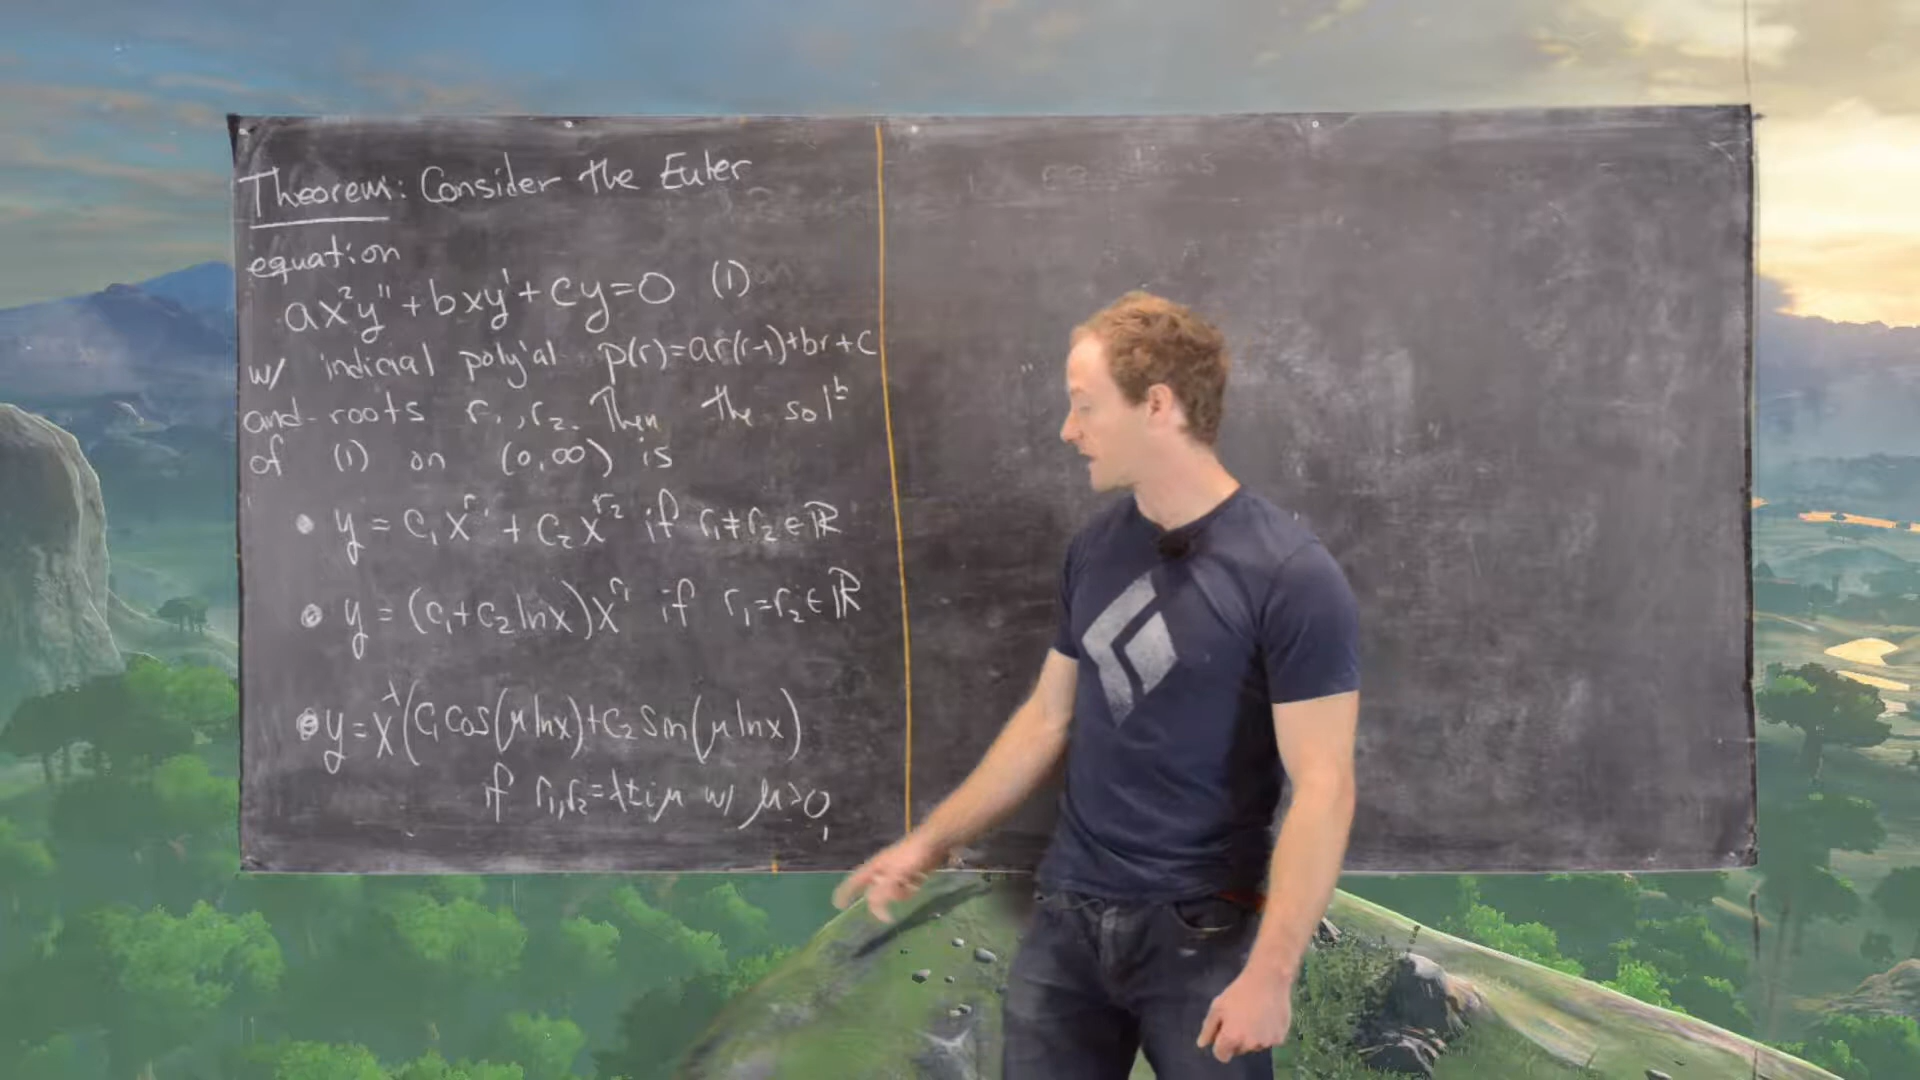 Theorem: Consider the Euler
equation
ax²y'' + bxy' + cy = 0 (1)
w/ indicial poly'al p(r)=ar(r-1)+br+c
and roots r₁,r₂. Then the solⁿ
of (1) on (0,∞) is
• y = c₁x^r₁ + c₂x^r₂ if r₁≠r₂∈ℝ
• y = (c₁+c₂lnx)x^r₁ if r₁=r₂∈ℝ
• y=x^λ(c₁cos(μlnx)+c₂sin(μlnx)
if r₁,r₂=λ±iμ w/ μ>0,